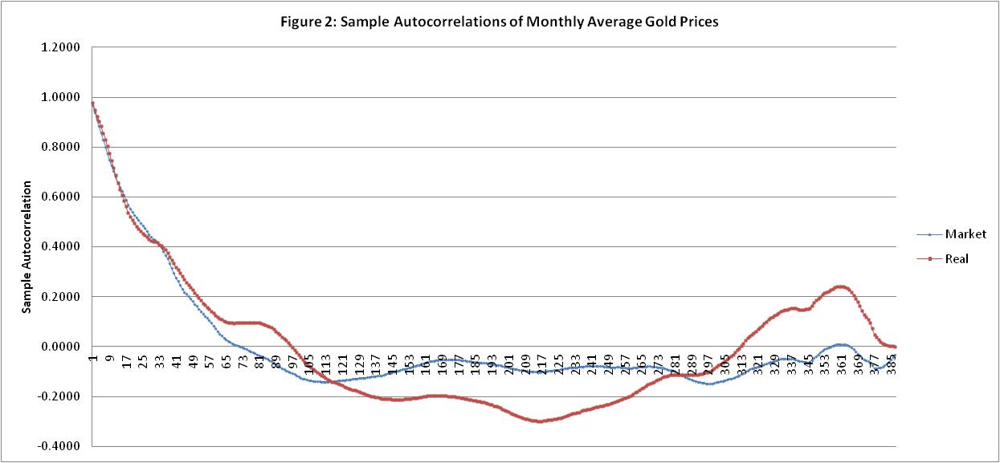 Figure 2: Sample Autocorrelations of Monthly Average Gold Prices
1.2000
1.0000
0.8000
0.6000
0.4000
0.2000
0.0000
-0.2000
-0.4000
Sample Autocorrelation
1 9 17 25 33 41 49 57 65 73 81 89 97 105 113 121 129 137 145 153 161 169 177 185 193 201 209 217 225 233 241 249 257 265 273 281 289 297 305 313 321 329 337 345 353 361 369 377 385
Market
Real